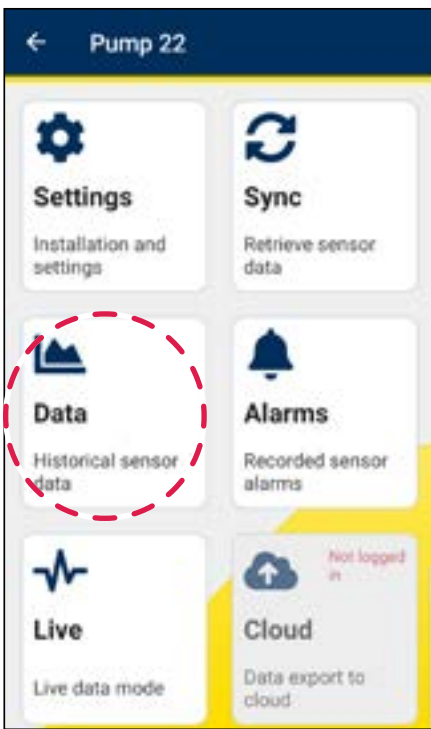 Pump 22
Settings
Installation and
settings
Sync
Retrieve sensor
data
Data
Historical sensor
data
Alarms
Recorded sensor
alarms
Live
Live data mode
Not logged
in
Cloud
Data export to
cloud